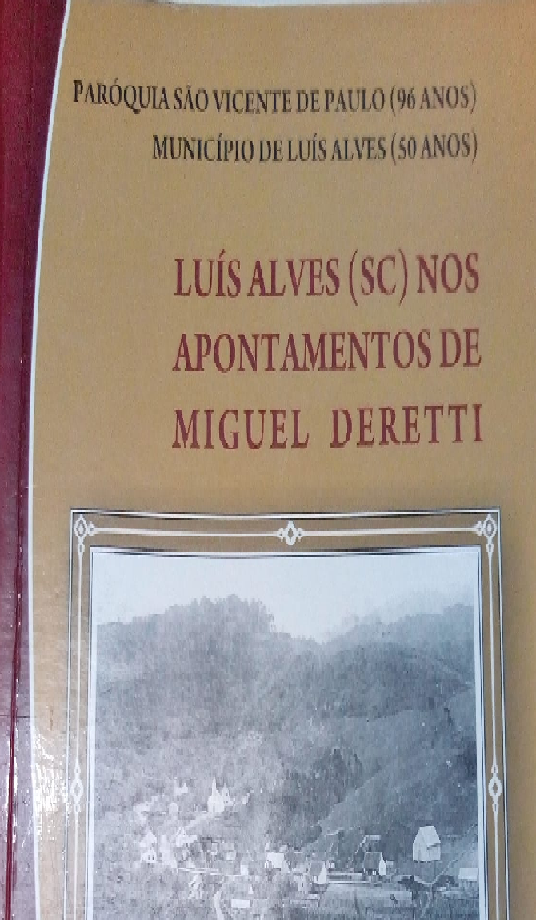 PARÓQUIA SÃO VICENTE DE PAULO (96 ANOS)
MUNICÍPIO DE LUÍS ALVES (50 ANOS)
LUÍS ALVES (SC) NOS
APONTAMENTOS DE
MIGUEL DERETTI